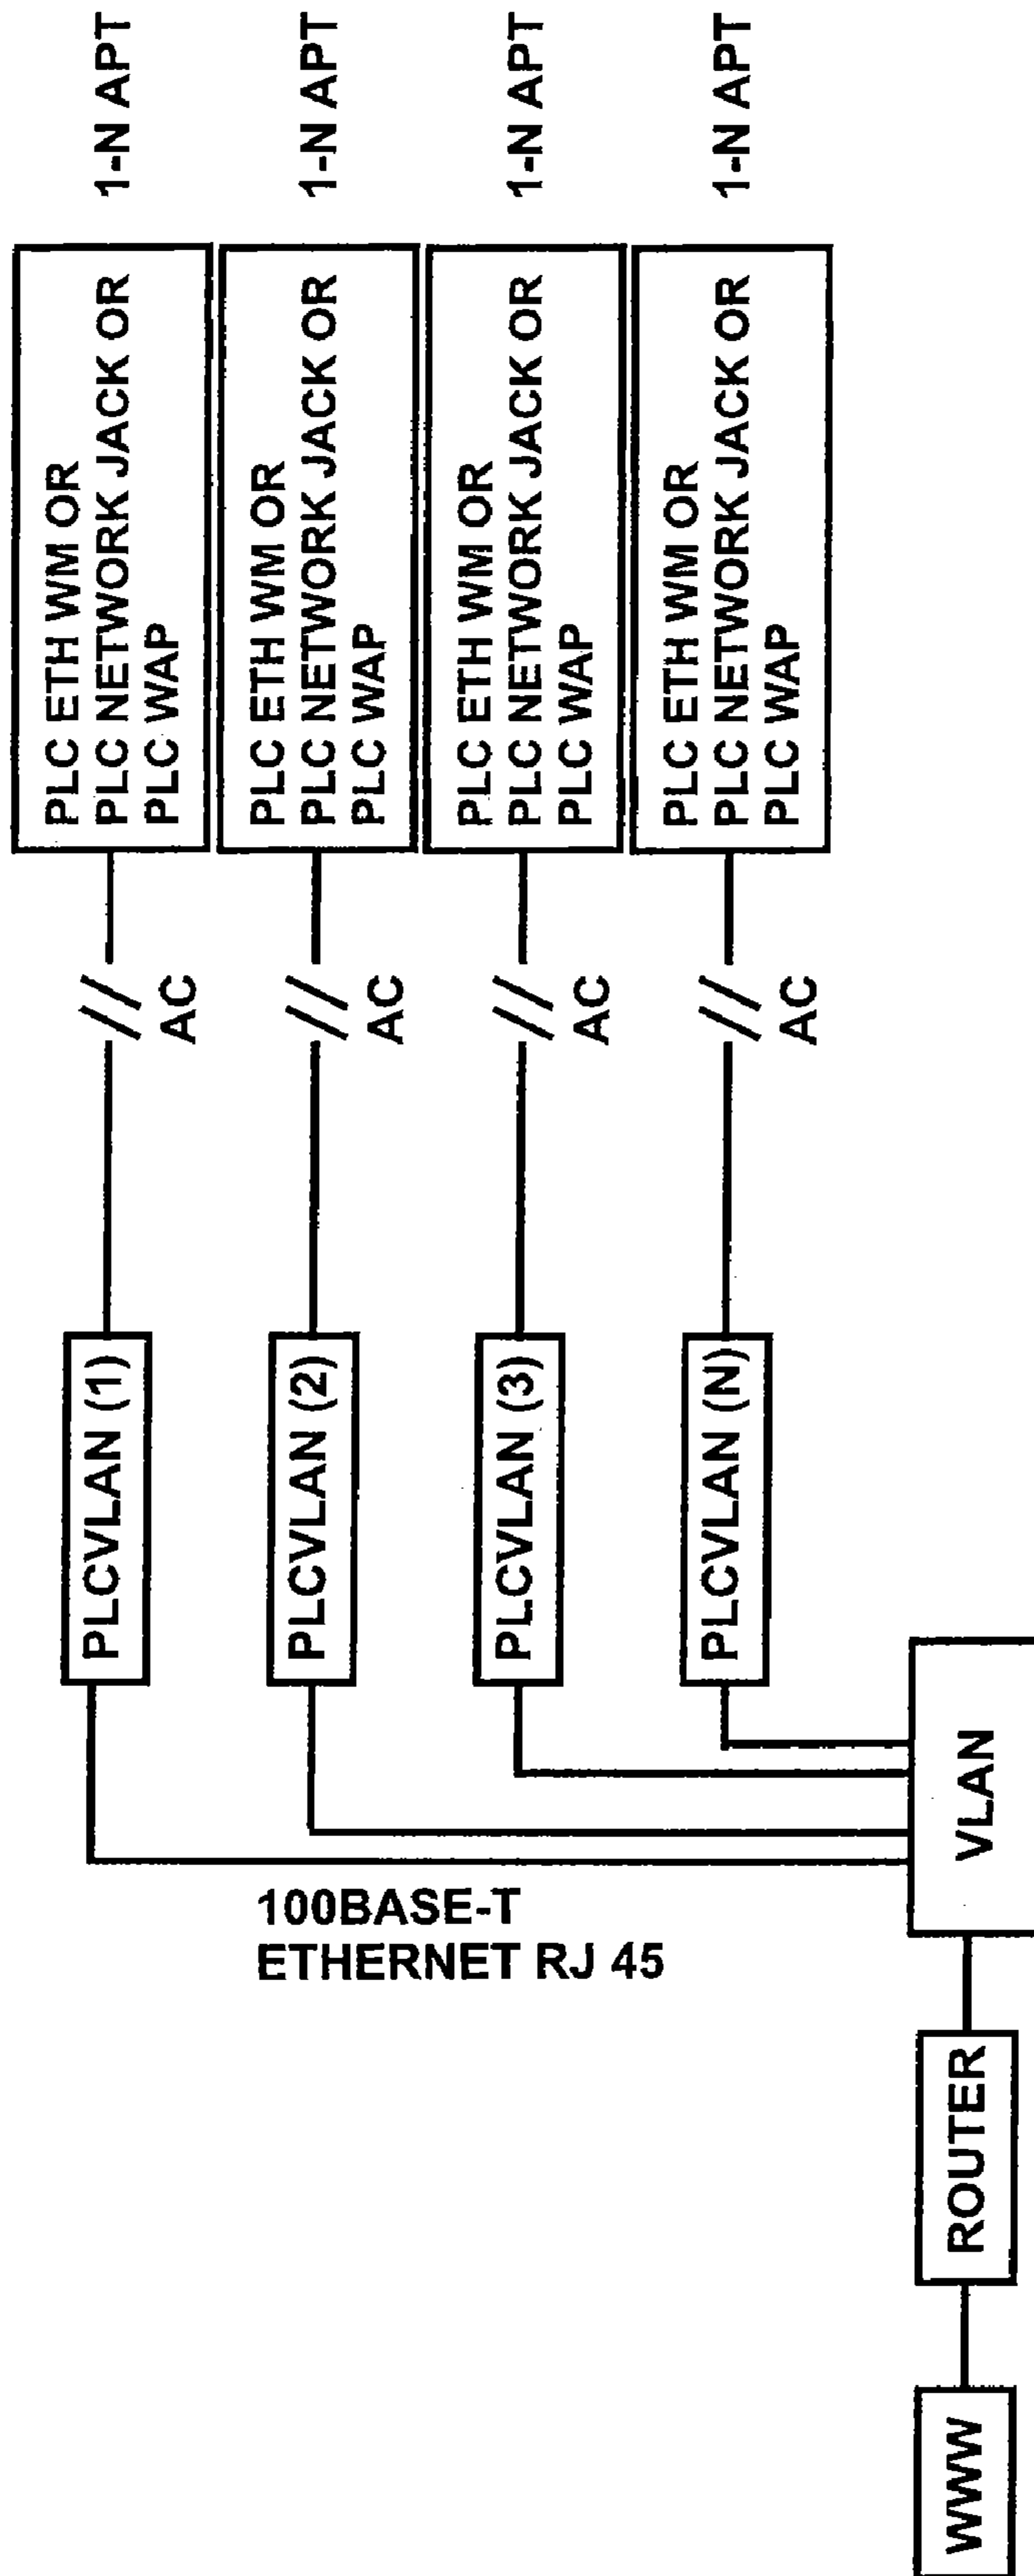 PLCVLAN (1)
AC
PLC ETH WM OR
PLC NETWORK JACK OR
PLC WAP
1-N APT
PLCVLAN (2)
AC
PLC ETH WM OR
PLC NETWORK JACK OR
PLC WAP
1-N APT
PLCVLAN (3)
AC
PLC ETH WM OR
PLC NETWORK JACK OR
PLC WAP
1-N APT
PLCVLAN (N)
AC
PLC ETH WM OR
PLC NETWORK JACK OR
PLC WAP
1-N APT
100BASE-T
ETHERNET RJ 45
WWW
ROUTER
VLAN